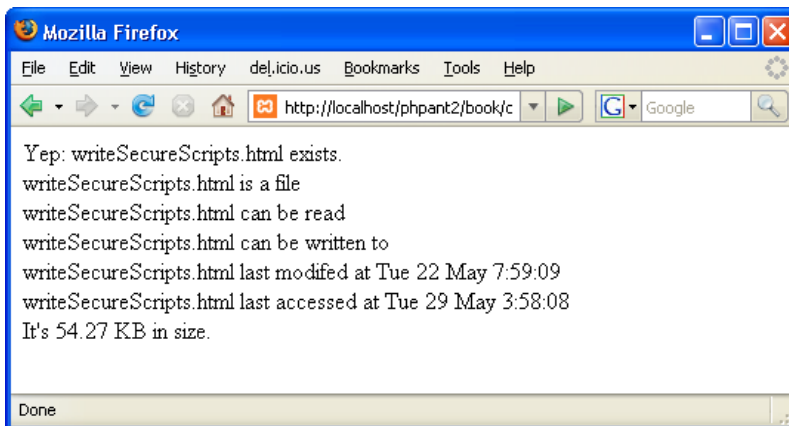 Mozilla Firefox
File Edit View History del.icio.us Bookmarks Tools Help
http://localhost/phpant2/book/c G Google
Yep: writeSecureScripts.html exists.
writeSecureScripts.html is a file
writeSecureScripts.html can be read
writeSecureScripts.html can be written to
writeSecureScripts.html last modifed at Tue 22 May 7:59:09
writeSecureScripts.html last accessed at Tue 29 May 3:58:08
It's 54.27 KB in size.
Done